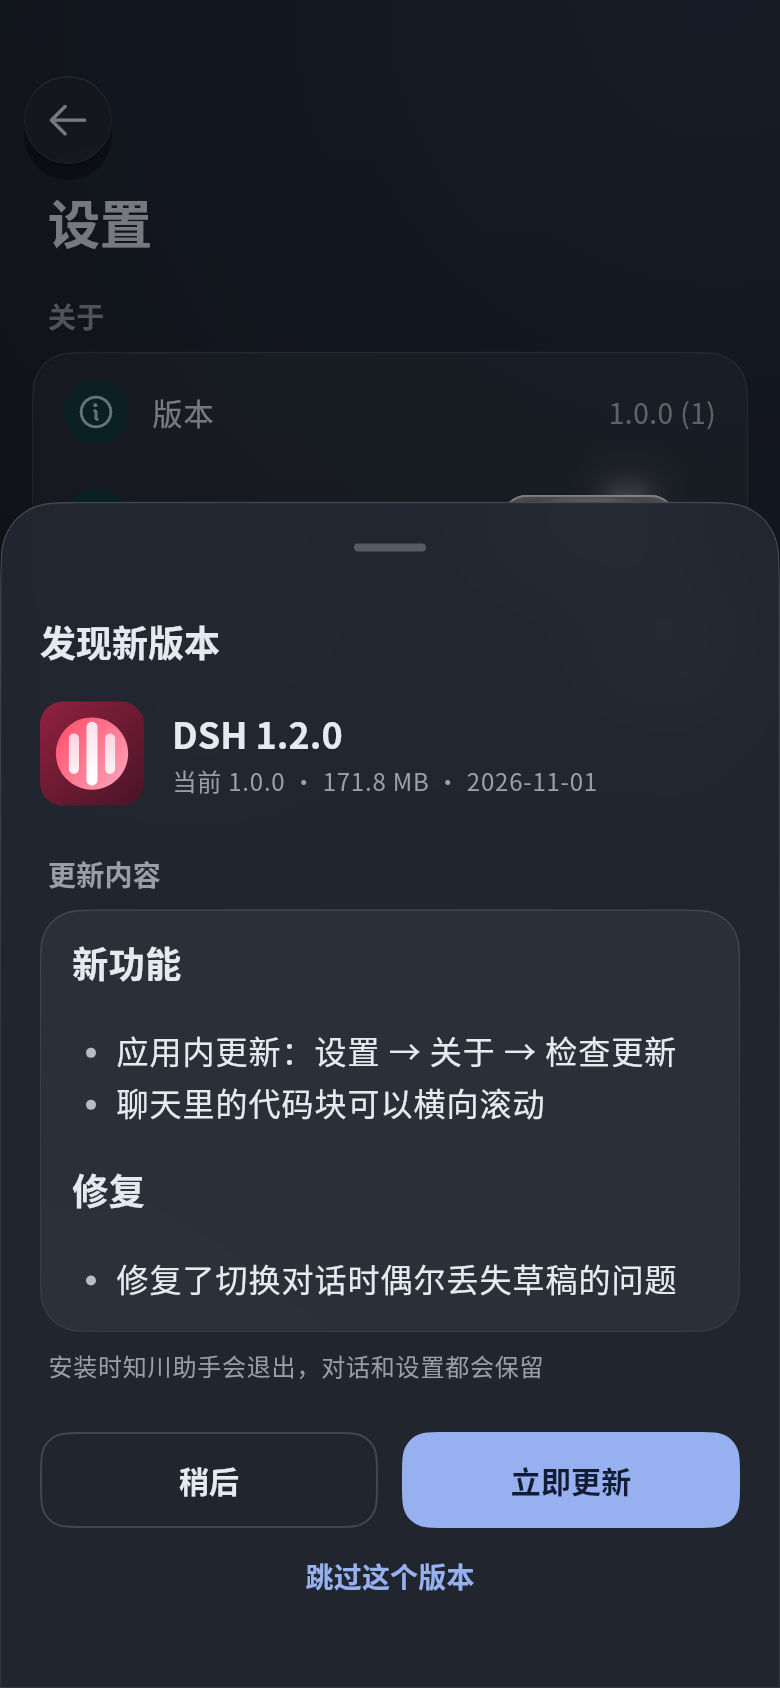 设置
关于
版本
1.0.0 (1)
发现新版本
DSH 1.2.0
当前 1.0.0 · 171.8 MB · 2026-11-01
更新内容
新功能
• 应用内更新：设置 → 关于 → 检查更新
• 聊天里的代码块可以横向滚动
修复
• 修复了切换对话时偶尔丢失草稿的问题
安装时知川助手会退出，对话和设置都会保留
稍后
立即更新
跳过这个版本